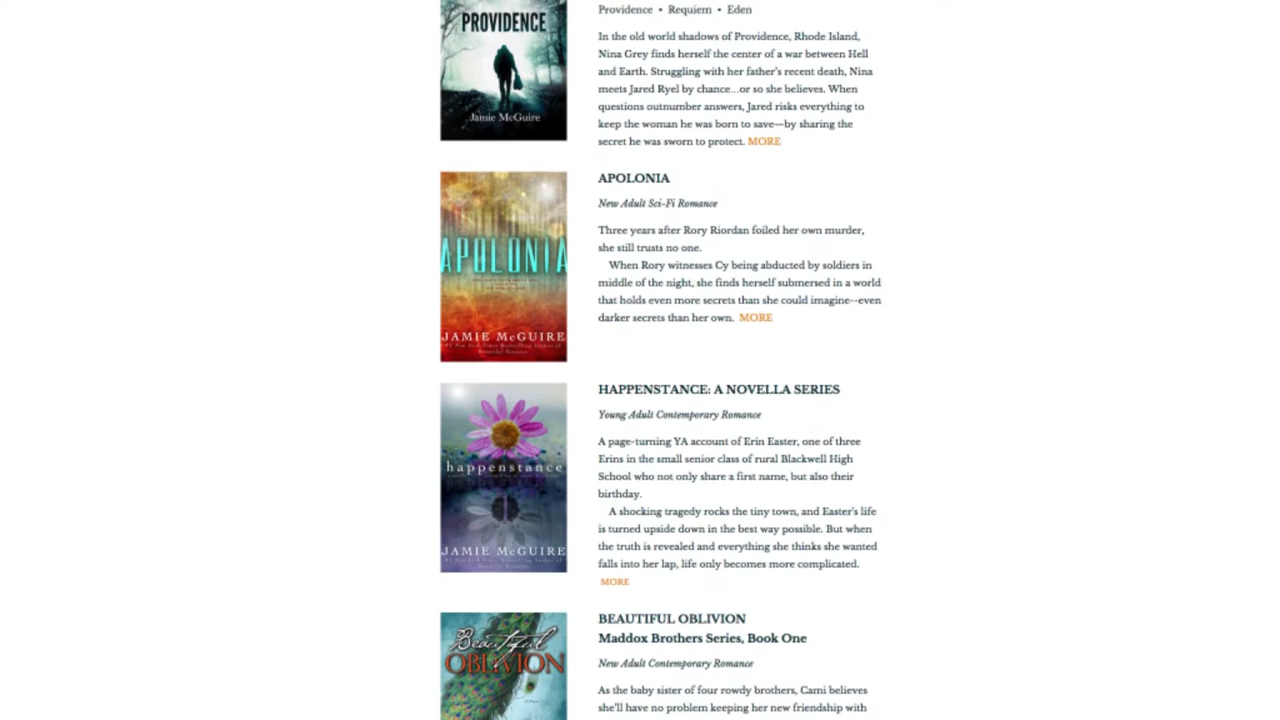 PROVIDENCE
Jamie McGuire
Providence • Requiem • Eden
In the old world shadows of Providence, Rhode Island,
Nina Grey finds herself the center of a war between Hell
and Earth. Struggling with her father's recent death, Nina
meets Jared Ryel by chance…or so she believes. When
questions outnumber answers, Jared risks everything to
keep the woman he was born to save—by sharing the
secret he was sworn to protect. MORE
APOLONIA
JAMIE McGUIRE
APOLONIA
New Adult Sci-Fi Romance
Three years after Rory Riordan foiled her own murder,
she still trusts no one.
When Rory witnesses Cy being abducted by soldiers in
middle of the night, she finds herself submersed in a world
that holds even more secrets than she could imagine--even
darker secrets than her own. MORE
happenstance
JAMIE McGUIRE
HAPPENSTANCE: A NOVELLA SERIES
Young Adult Contemporary Romance
A page-turning YA account of Erin Easter, one of three
Erins in the small senior class of rural Blackwell High
School who not only share a first name, but also their
birthday.
A shocking tragedy rocks the tiny town, and Easter's life
is turned upside down in the best way possible. But when
the truth is revealed and everything she thinks she wanted
falls into her lap, life only becomes more complicated.
MORE
Beautiful
OBLIVION
BEAUTIFUL OBLIVION
Maddox Brothers Series, Book One
New Adult Contemporary Romance
As the baby sister of four rowdy brothers, Cami believes
she'll have no problem keeping her new friendship with